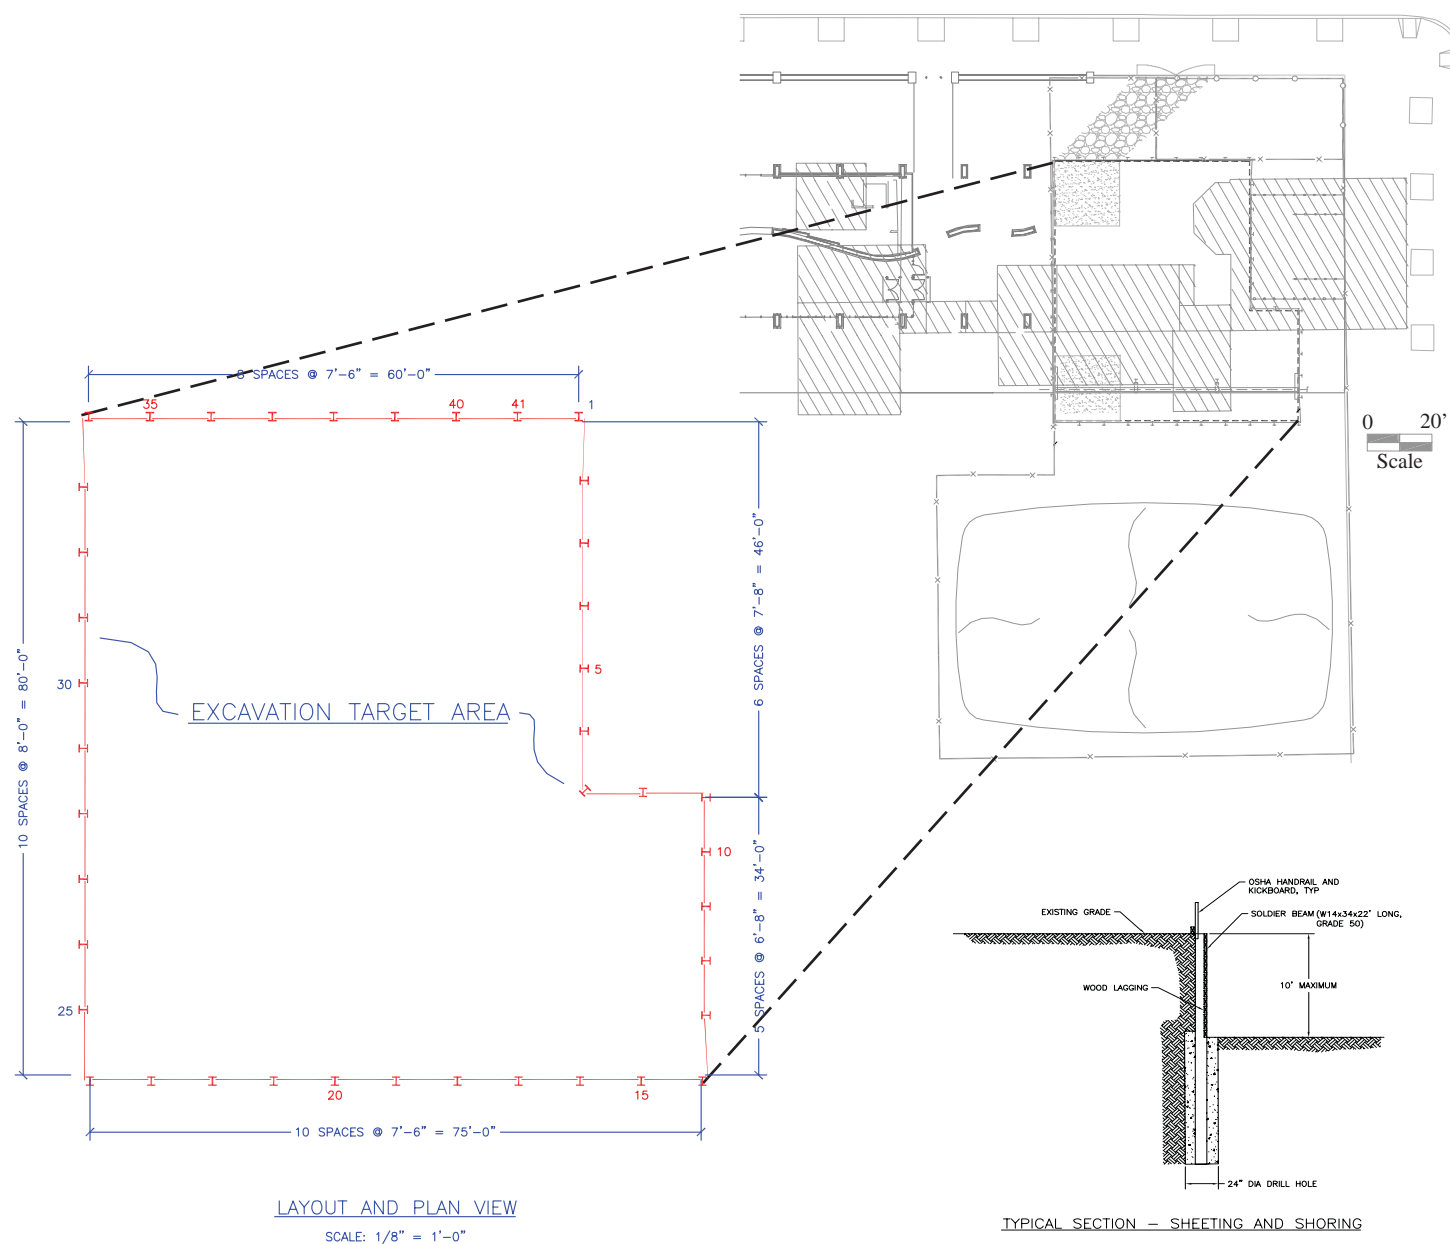 8 SPACES @ 7'-6" = 60'-0"
35
40
41
1
0
20'
Scale
6 SPACES @ 7'-8" = 46'-0"
10 SPACES @ 8'-0" = 80'-0"
5
30
EXCAVATION TARGET AREA
10
5 SPACES @ 6'-8" = 34'-0"
25
20
15
10 SPACES @ 7'-6" = 75'-0"
LAYOUT AND PLAN VIEW
SCALE: 1/8" = 1'-0"
OSHA HANDRAIL AND
KICKBOARD, TYP
EXISTING GRADE
SOLDIER BEAM (W14x34x22' LONG,
GRADE 50)
WOOD LAGGING
10' MAXIMUM
24" DIA DRILL HOLE
TYPICAL SECTION - SHEETING AND SHORING